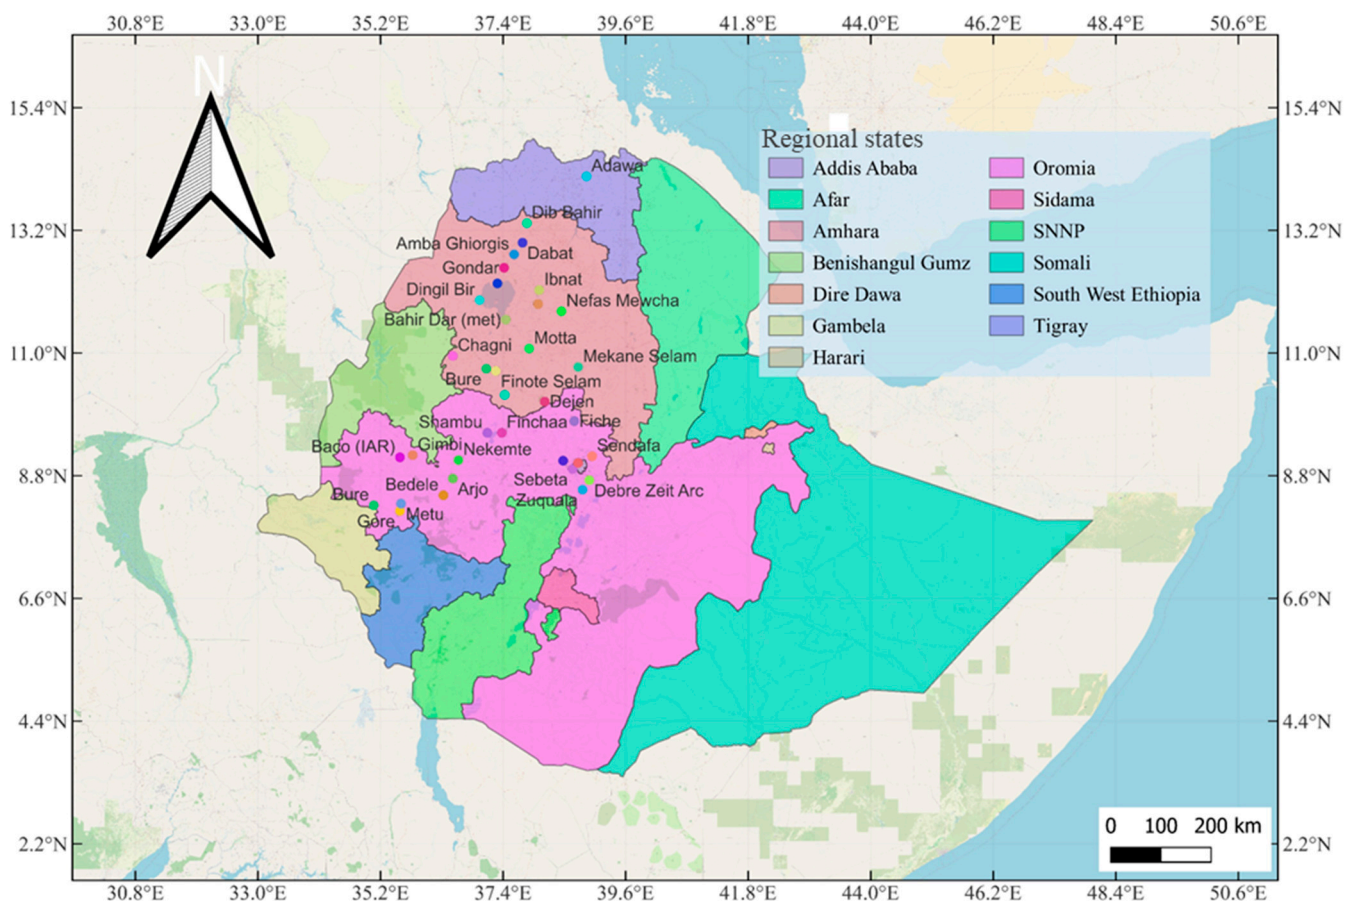 30.8°E 33.0°E 35.2°E 37.4°E 39.6°E 41.8°E 44.0°E 46.2°E 48.4°E 50.6°E
N
15.4°N 15.4°N
Regional states
Addis Ababa Oromia
Adawa
Afar Sidama
Dib Bahir
13.2°N Amhara SNNP 13.2°N
Amba Ghiorgis
Dabat
Benishangul Gumz Somali
Gondar
Ibnat
Dingil Bir
Dire Dawa South West Ethiopia
Nefas Mewcha
Bahir Dar (met)
Gambela Tigray
Motta
Chagni
11.0°N Mekane Selam Harari 11.0°N
Bure Finote Selam
Dejen
Shambu Finchaa Fiche
Baco (IAR) Gimbi Nekemte Sendafa
8.8°N 8.8°N
Bedele Arjo Sebeta
Debre Zeit Arc
Bure Zuquala
Gore Metu
6.6°N 6.6°N
4.4°N 4.4°N
0 100 200 km
2.2°N 2.2°N
30.8°E 33.0°E 35.2°E 37.4°E 39.6°E 41.8°E 44.0°E 46.2°E 48.4°E 50.6°E